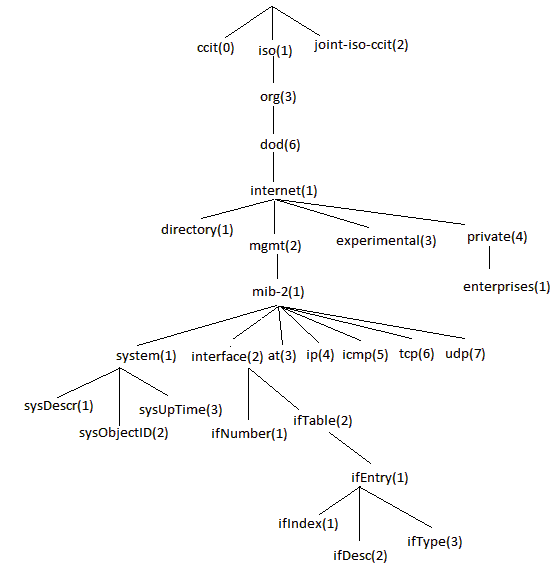 ccit(0)
iso(1)
joint-iso-ccit(2)
org(3)
dod(6)
internet(1)
directory(1)
mgmt(2)
experimental(3)
private(4)
enterprises(1)
mib-2(1)
system(1)
interface(2)
at(3)
ip(4)
icmp(5)
tcp(6)
udp(7)
sysDescr(1)
sysObjectID(2)
sysUpTime(3)
ifNumber(1)
ifTable(2)
ifEntry(1)
ifIndex(1)
ifDesc(2)
ifType(3)